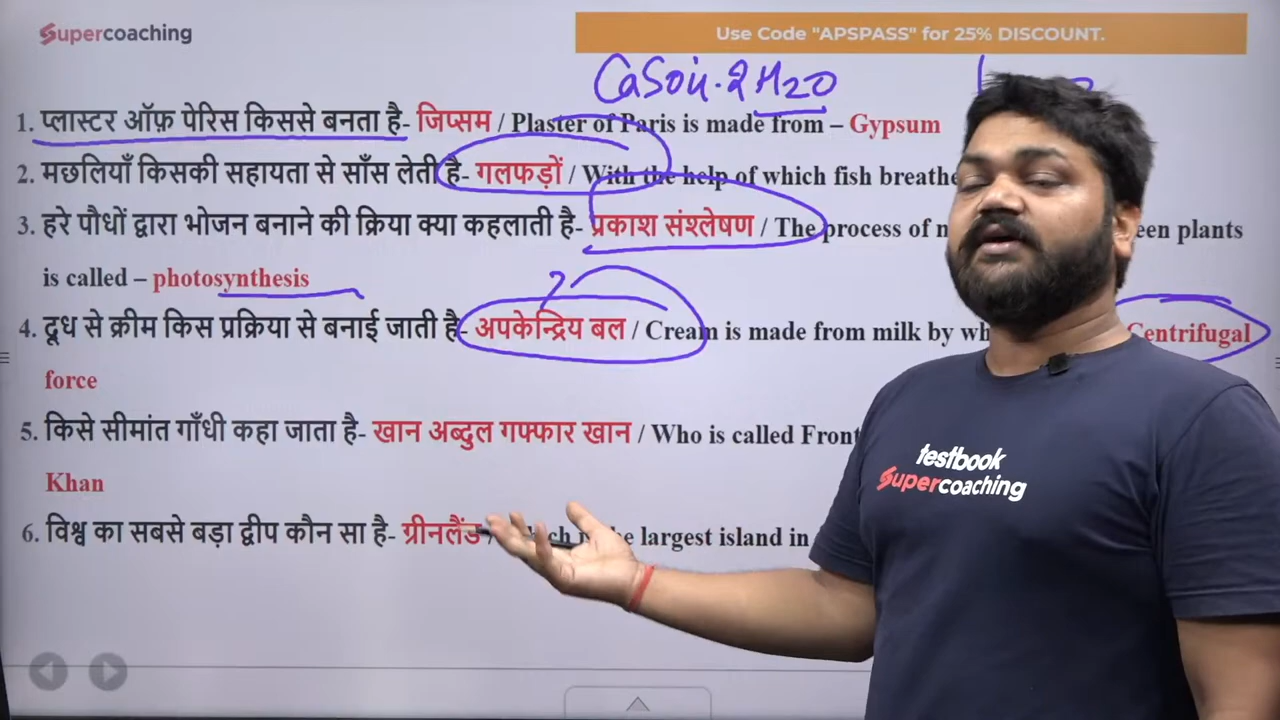 Supercoaching
Use Code "APSPASS" for 25% DISCOUNT.
CaSo4.2H2O
1. प्लास्टर ऑफ़ पेरिस किससे बनता है- जिप्सम / Plaster of Paris is made from – Gypsum
2. मछलियाँ किसकी सहायता से साँस लेती है- गलफड़ों / With the help of which fish breathe
3. हरे पौधों द्वारा भोजन बनाने की क्रिया क्या कहलाती है- प्रकाश संश्लेषण / The process of plants
is called – photosynthesis
4. दूध से क्रीम किस प्रक्रिया से बनाई जाती है- अपकेन्द्रिय बल / Cream is made from milk by Centrifugal
force
5. किसे सीमांत गाँधी कहा जाता है- ख़ान अब्दुल गफ्फार ख़ान / Who is called
Khan
6. विश्व का सबसे बड़ा द्वीप कौन सा है- ग्रीनलैंड / largest island in
testbook
Supercoaching